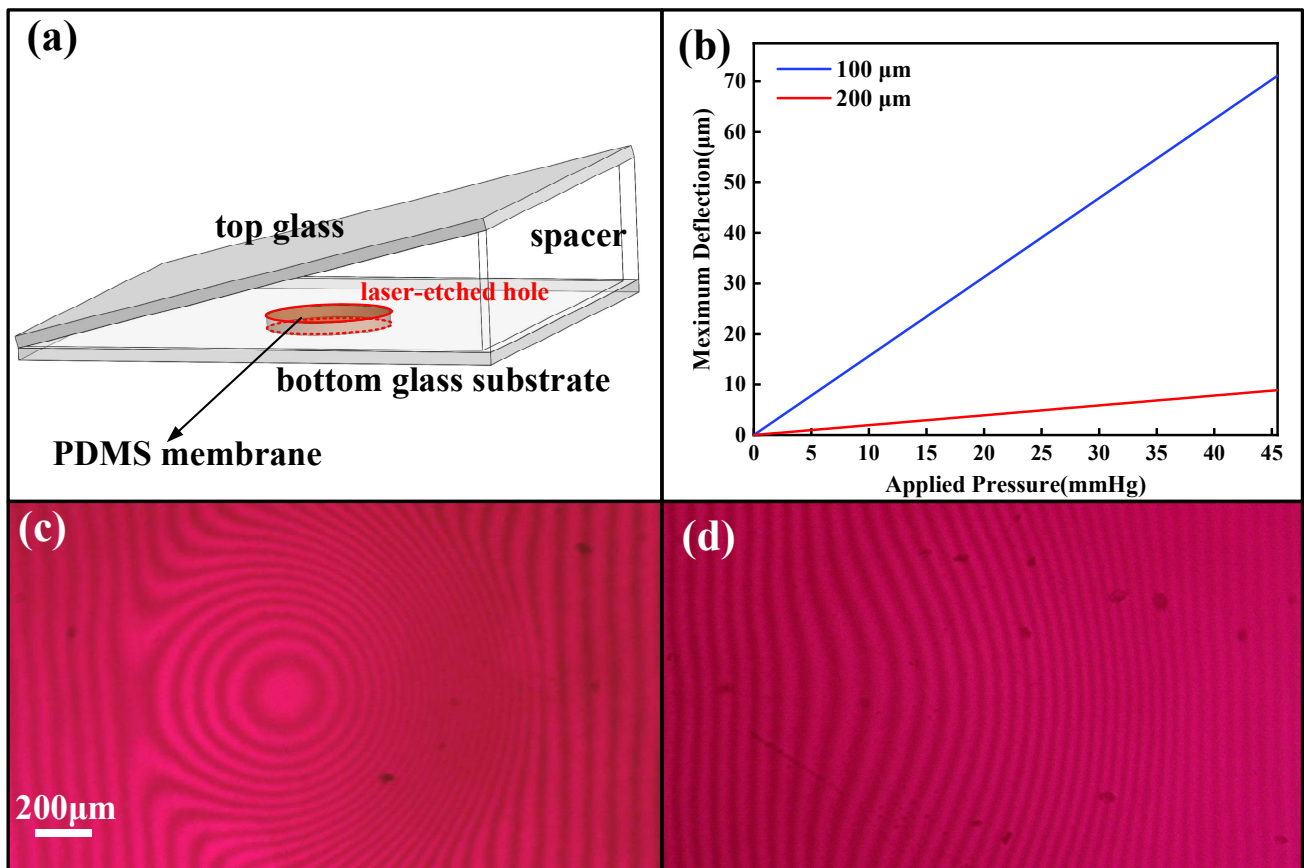 (a)
top glass
spacer
laser-etched hole
bottom glass substrate
PDMS membrane
(b)
100 μm
200 μm
Meximum Deflection(μm)
70
60
50
40
30
20
10
0
0 5 10 15 20 25 30 35 40 45
Applied Pressure(mmHg)
(c)
200μm
(d)